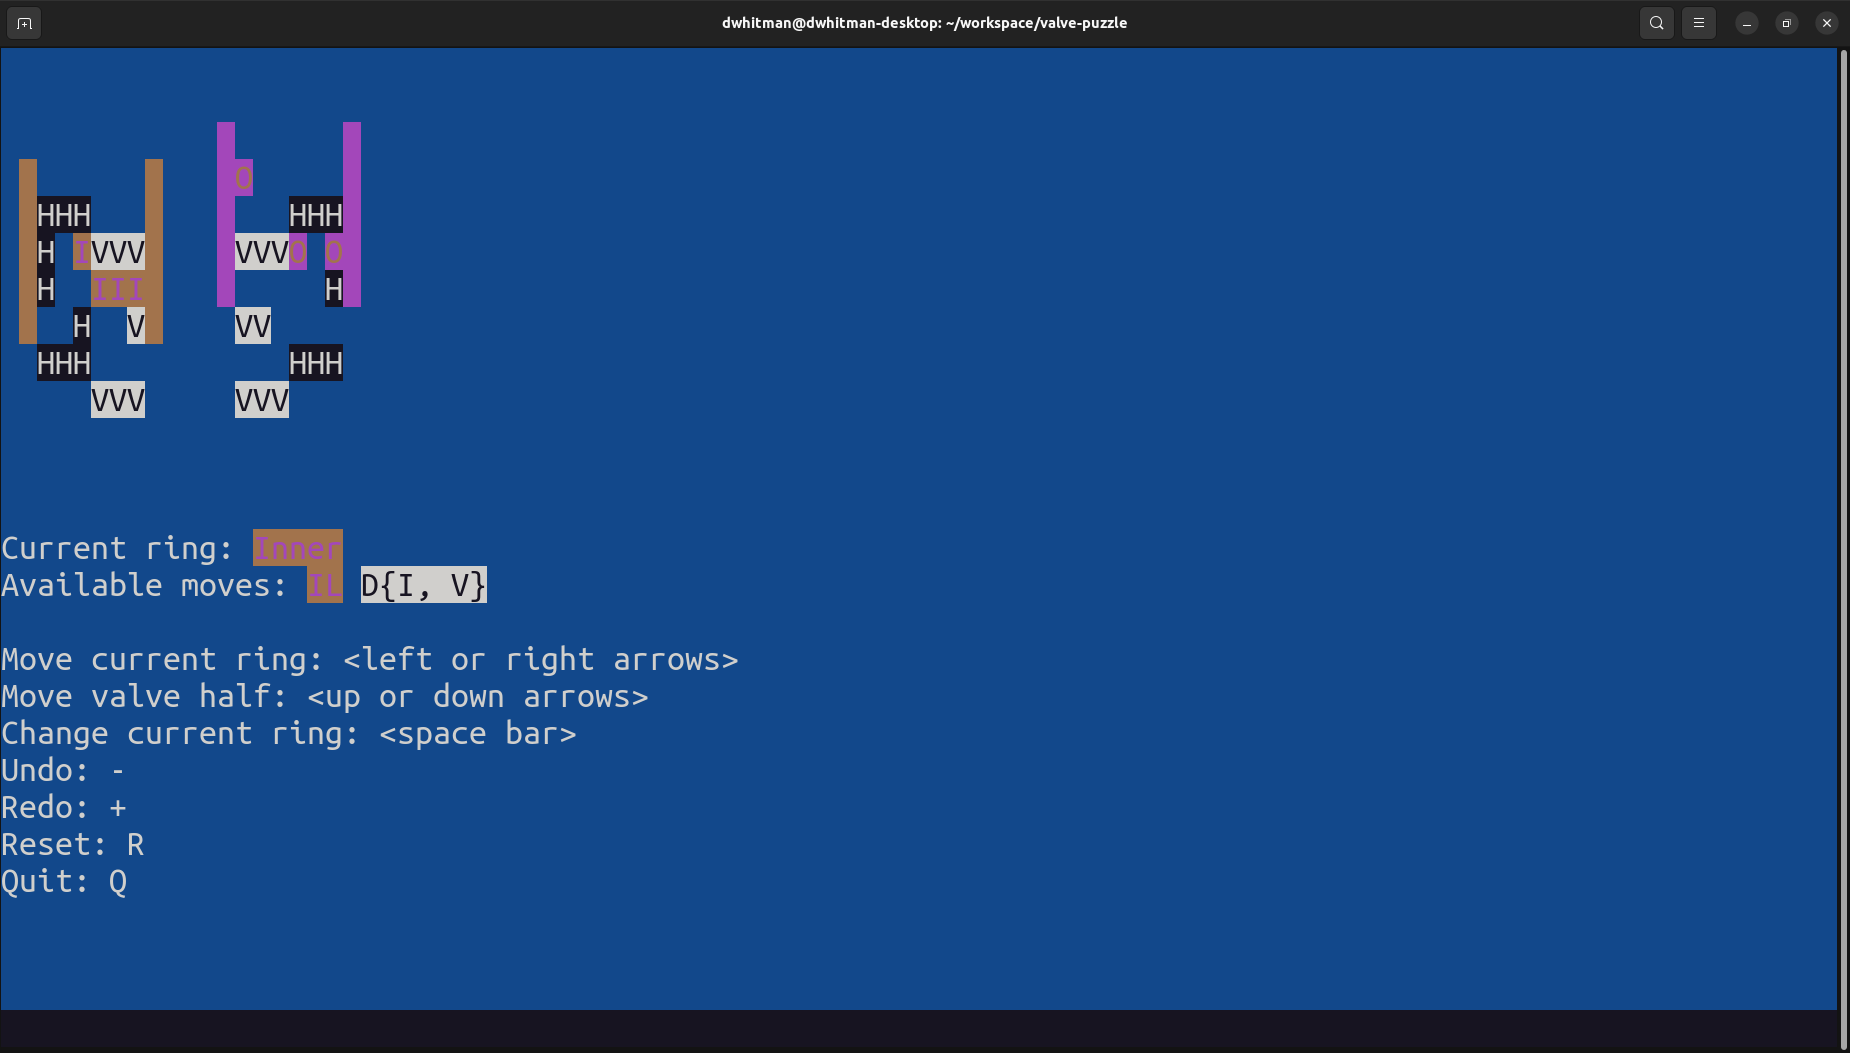 dwhitman@dwhitman-desktop: ~/workspace/valve-puzzle
O
HHH HHH
H IVVV VVVO O
H III H
H V VV
HHH HHH
VVV VVV
Current ring: Inner
Available moves: IL D{I, V}
Move current ring: <left or right arrows>
Move valve half: <up or down arrows>
Change current ring: <space bar>
Undo: -
Redo: +
Reset: R
Quit: Q